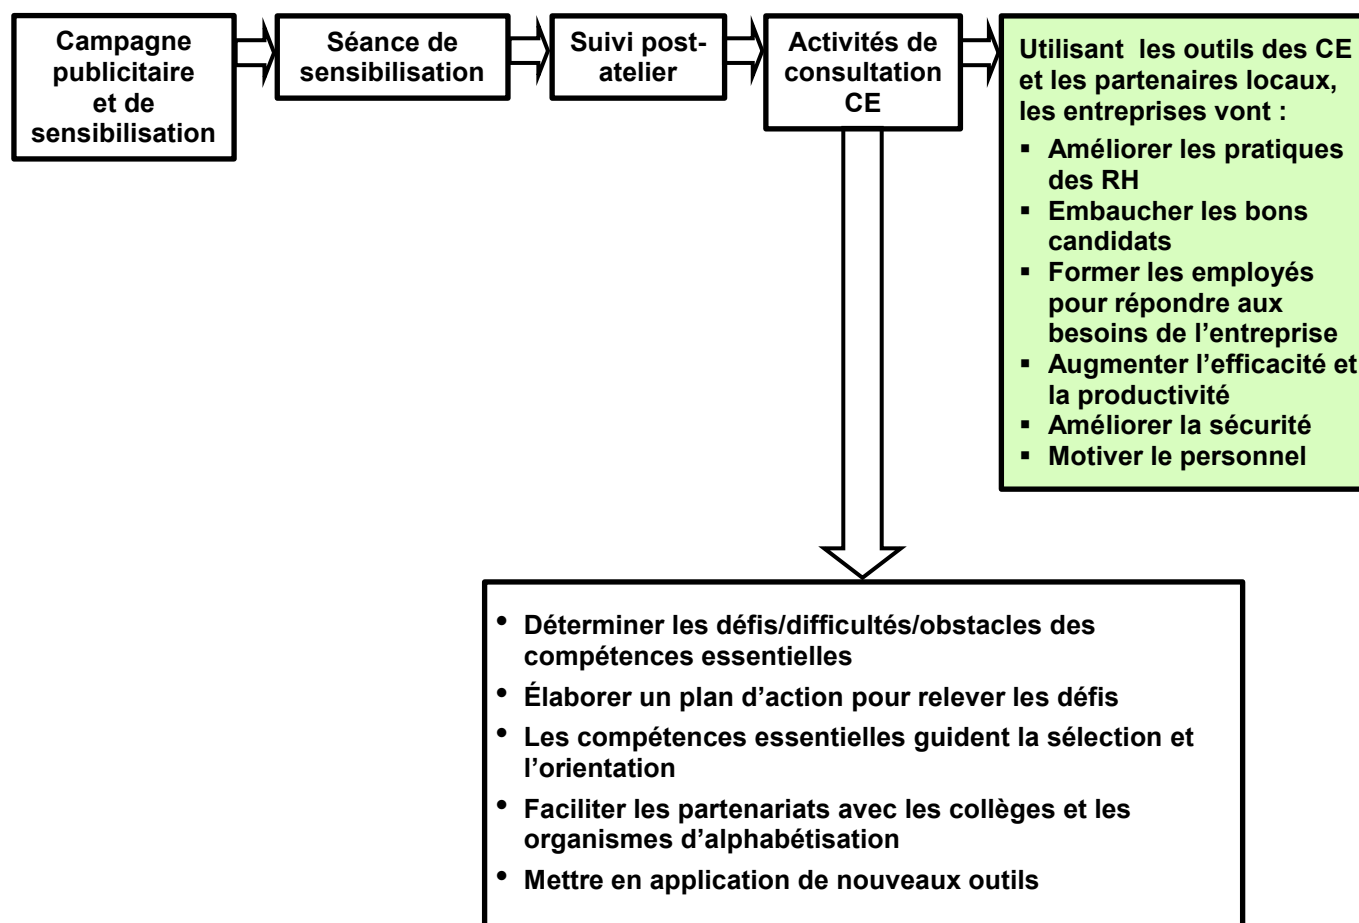 Campagne
publicitaire
et de
sensibilisation
Séance de
sensibilisation
Suivi post-
atelier
Activités de
consultation
CE
Utilisant  les outils des CE
et les partenaires locaux,
les entreprises vont :
▪ Améliorer les pratiques
des RH
▪ Embaucher les bons
candidats
▪ Former les employés
pour répondre aux
besoins de l’entreprise
▪ Augmenter l’efficacité et
la productivité
▪ Améliorer la sécurité
▪ Motiver le personnel
• Déterminer les défis/difficultés/obstacles des
compétences essentielles
• Élaborer un plan d’action pour relever les défis
• Les compétences essentielles guident la sélection et
l’orientation
• Faciliter les partenariats avec les collèges et les
organismes d’alphabétisation
• Mettre en application de nouveaux outils